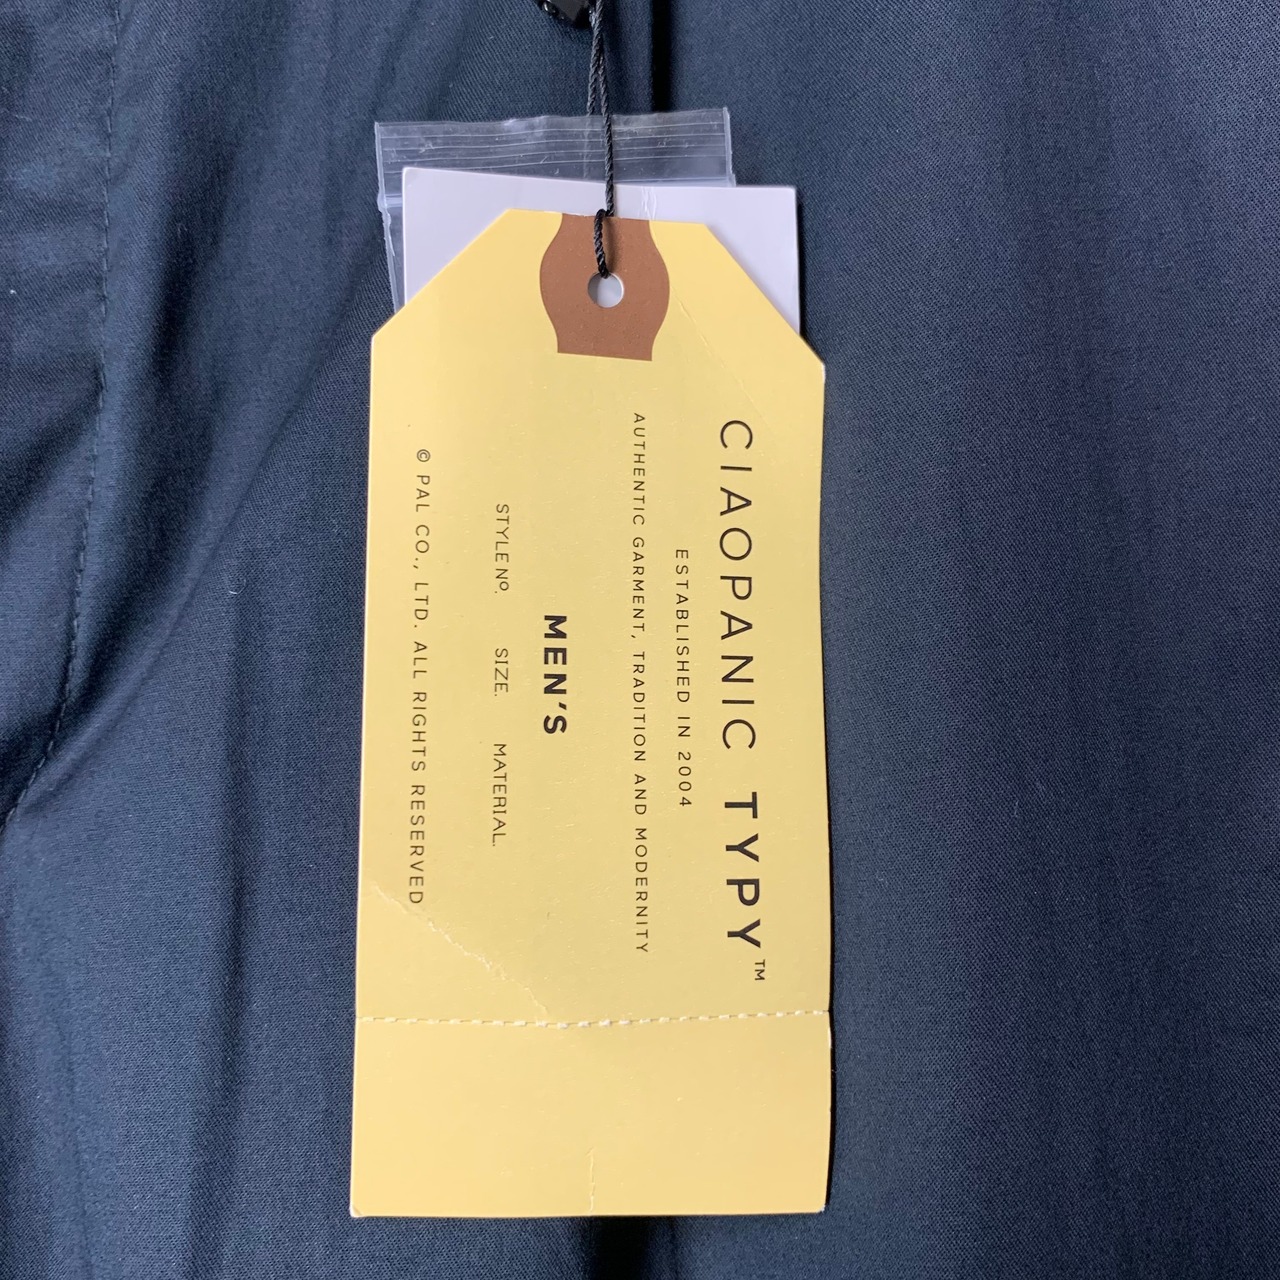 CIAOPANIC TYPY™
ESTABLISHED IN 2004
AUTHENTIC GARMENT, TRADITION AND MODERNITY
MEN'S
STYLE Nº. SIZE. MATERIAL.
© PAL CO., LTD. ALL RIGHTS RESERVED